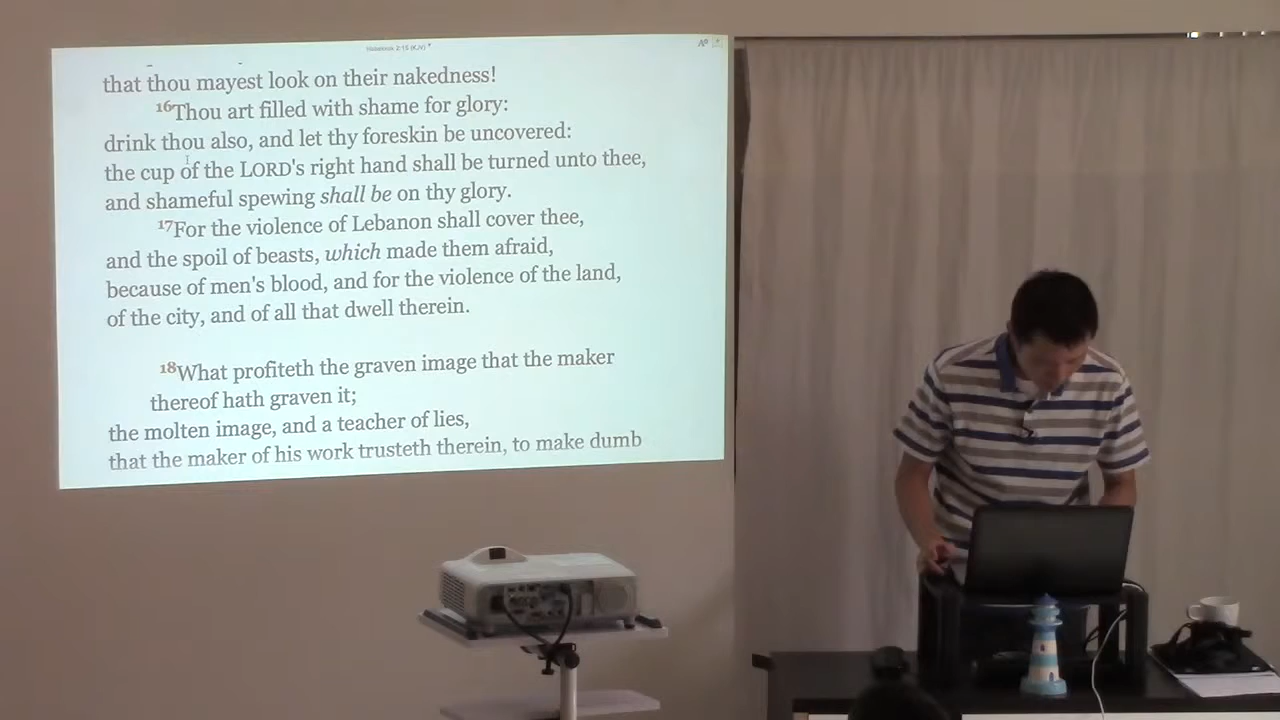 Habakkuk 2:15 (KJV)
that thou mayest look on their nakedness!
16Thou art filled with shame for glory:
drink thou also, and let thy foreskin be uncovered:
the cup of the LORD's right hand shall be turned unto thee,
and shameful spewing shall be on thy glory.
17For the violence of Lebanon shall cover thee,
and the spoil of beasts, which made them afraid,
because of men's blood, and for the violence of the land,
of the city, and of all that dwell therein.
18What profiteth the graven image that the maker
thereof hath graven it;
the molten image, and a teacher of lies,
that the maker of his work trusteth therein, to make dumb